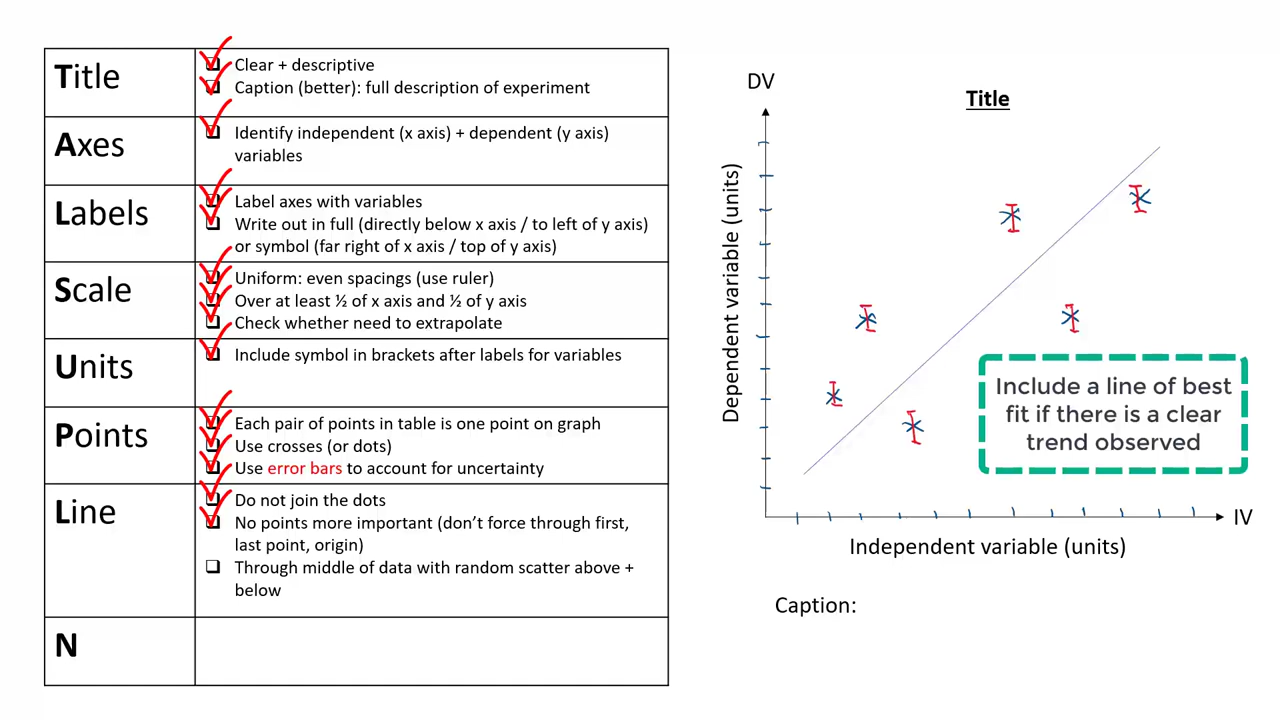 Title
Clear + descriptive
Caption (better): full description of experiment
Axes
Identify independent (x axis) + dependent (y axis)
variables
Labels
Label axes with variables
Write out in full (directly below x axis / to left of y axis)
or symbol (far right of x axis / top of y axis)
Scale
Uniform: even spacings (use ruler)
Over at least ½ of x axis and ½ of y axis
Check whether need to extrapolate
Units
Include symbol in brackets after labels for variables
Points
Each pair of points in table is one point on graph
Use crosses (or dots)
Use error bars to account for uncertainty
Line
Do not join the dots
No points more important (don’t force through first,
last point, origin)
Through middle of data with random scatter above +
below
N
DV
Title
Dependent variable (units)
Include a line of best
fit if there is a clear
trend observed
IV
Independent variable (units)
Caption: